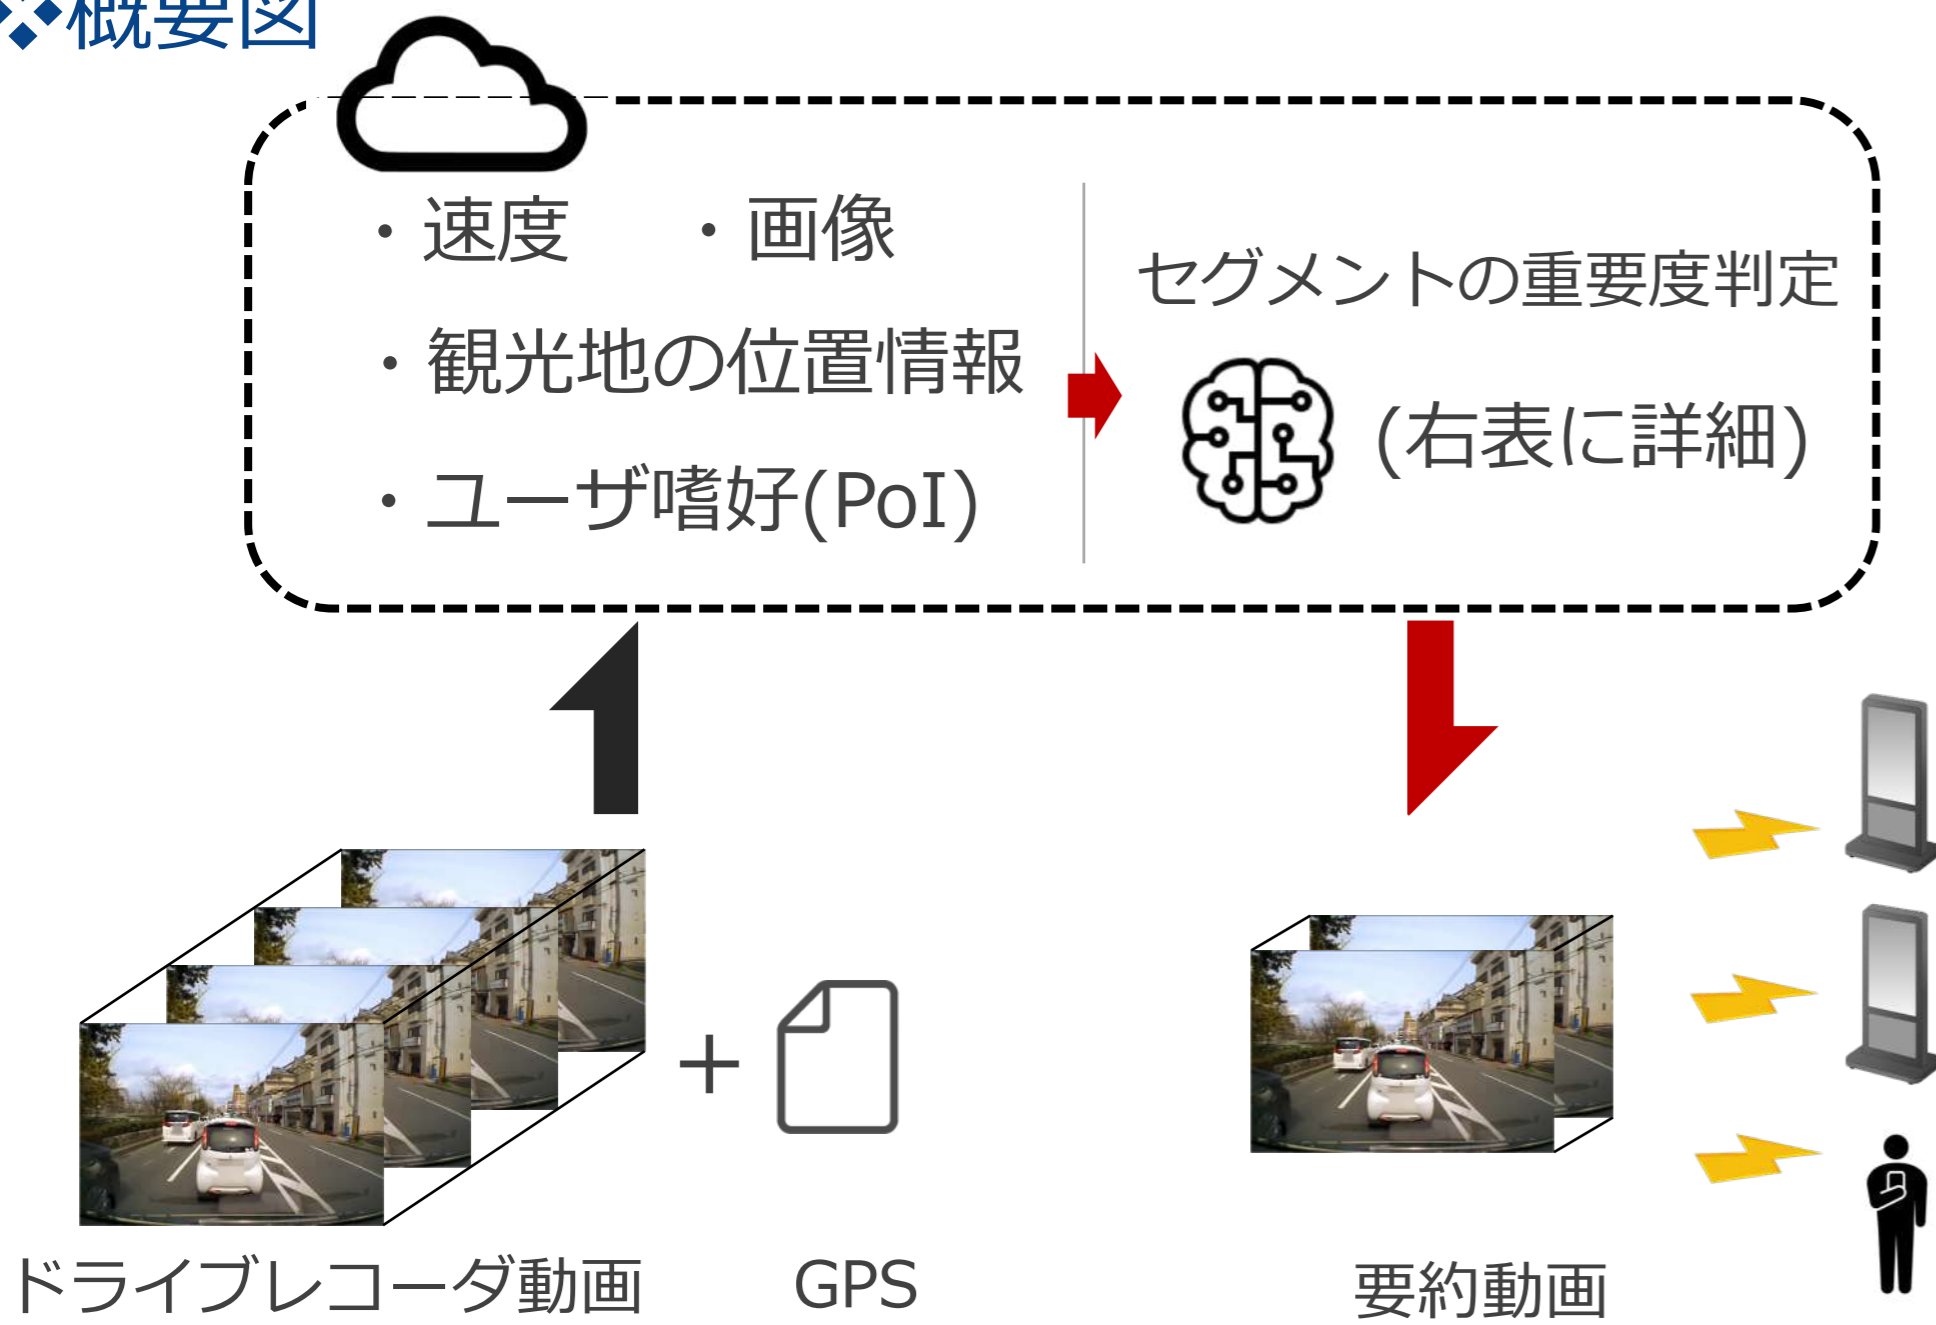 ❖概要図
・速度 ・画像
・観光地の位置情報
・ユーザ嗜好(PoI)
セグメントの重要度判定
(右表に詳細)
+
ドライブレコーダ動画
GPS
要約動画